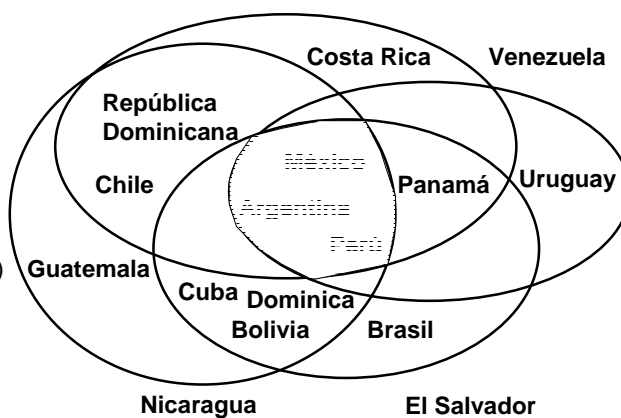 Costa Rica Venezuela
República
Dominicana
México
Chile Panamá Uruguay
Argentina
Perú
) Guatemala
Cuba Dominica
Bolivia Brasil
Nicaragua El Salvador